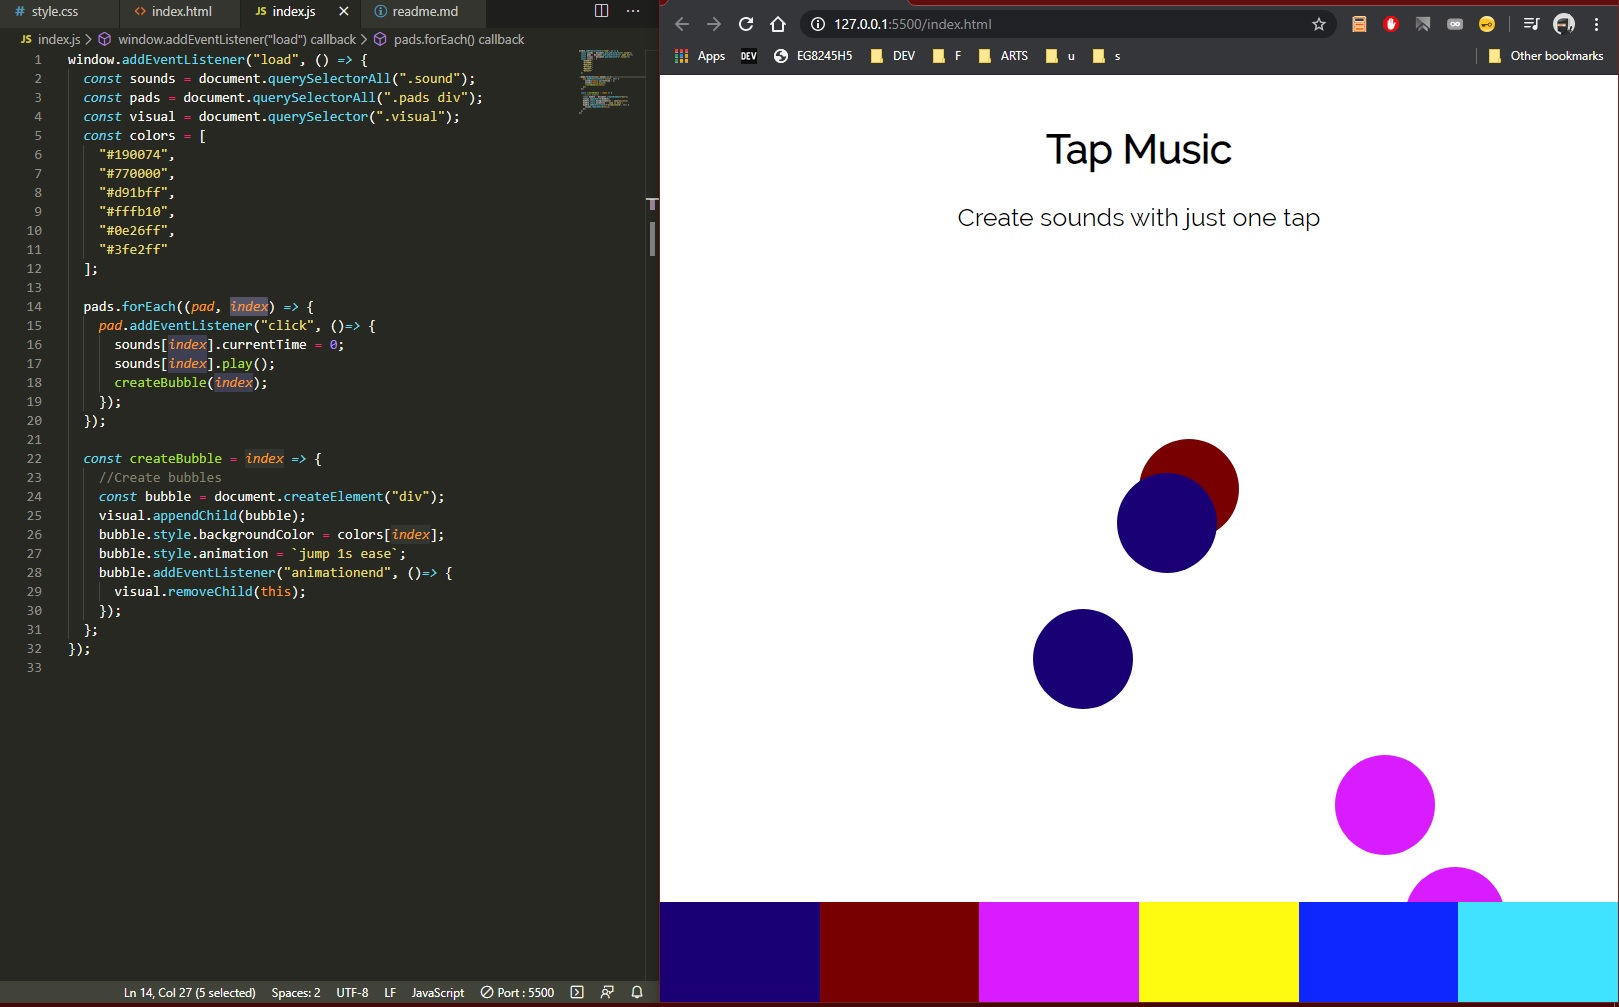 # style.css
<> index.html
JS index.js ×
readme.md
JS index.js > window.addEventListener("load") callback > pads.forEach() callback
1 window.addEventListener("load", () => {
2 const sounds = document.querySelectorAll(".sound");
3 const pads = document.querySelectorAll(".pads div");
4 const visual = document.querySelector(".visual");
5 const colors = [
6 "#190074",
7 "#770000",
8 "#d91bff",
9 "#fffb10",
10 "#0e26ff",
11 "#3fe2ff"
12 ];
13
14 pads.forEach((pad, index) => {
15 pad.addEventListener("click", ()=> {
16 sounds[index].currentTime = 0;
17 sounds[index].play();
18 createBubble(index);
19 });
20 });
21
22 const createBubble = index => {
23 //Create bubbles
24 const bubble = document.createElement("div");
25 visual.appendChild(bubble);
26 bubble.style.backgroundColor = colors[index];
27 bubble.style.animation = `jump 1s ease`;
28 bubble.addEventListener("animationend", ()=> {
29 visual.removeChild(this);
30 });
31 };
32 });
33
Ln 14, Col 27 (5 selected) Spaces: 2 UTF-8 LF JavaScript Port : 5500
127.0.0.1:5500/index.html
Apps DEV EG8245H5 DEV F ARTS u s Other bookmarks
Tap Music
Create sounds with just one tap